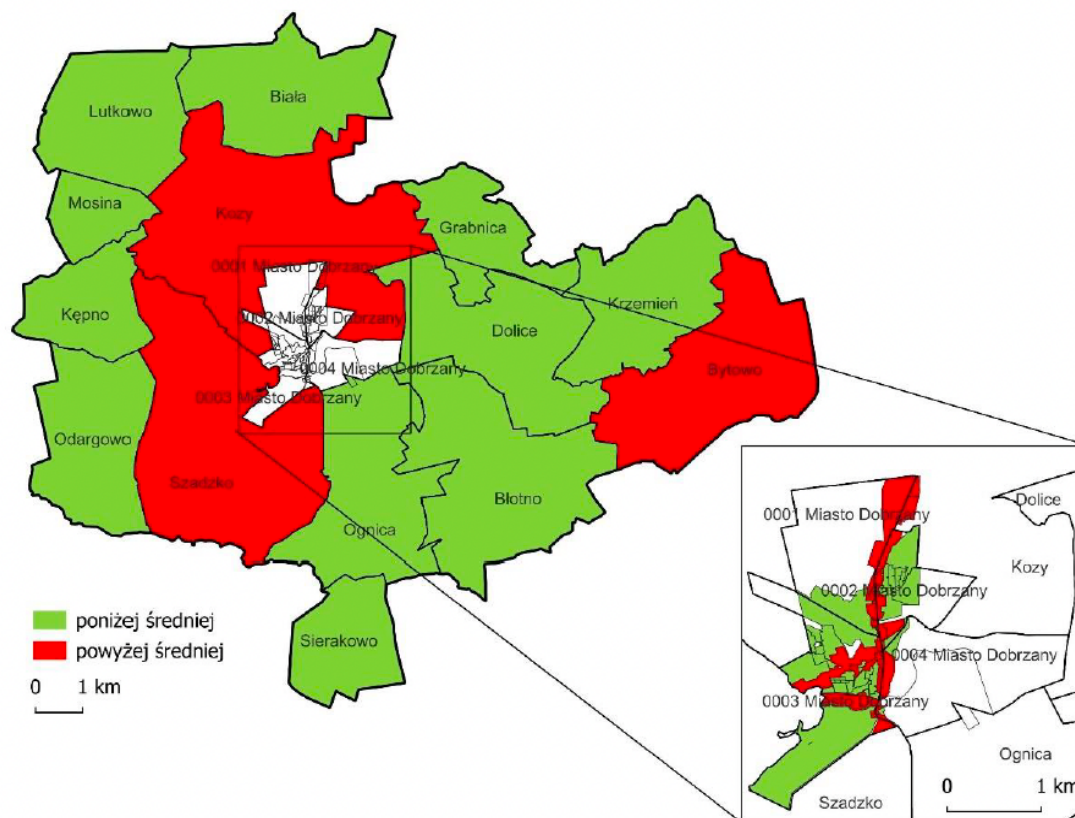 Lutkowo
Biała
Mosina
Kozy
Grabnica
0001 Miasto Dobrzany
Kępno
0002 Miasto Dobrzany
Dolice
Krzemień
0004 Miasto Dobrzany
Bytowo
0003 Miasto Dobrzany
Odargowo
Szadzko
Błotno
Ognica
Sierakowo
poniżej średniej
powyżej średniej
0 1 km
Dolice
0001 Miasto Dobrzany
Kozy
0002 Miasto Dobrzany
0004 Miasto Dobrzany
0003 Miasto Dobrzany
Ognica
0 1 km
Szadzko